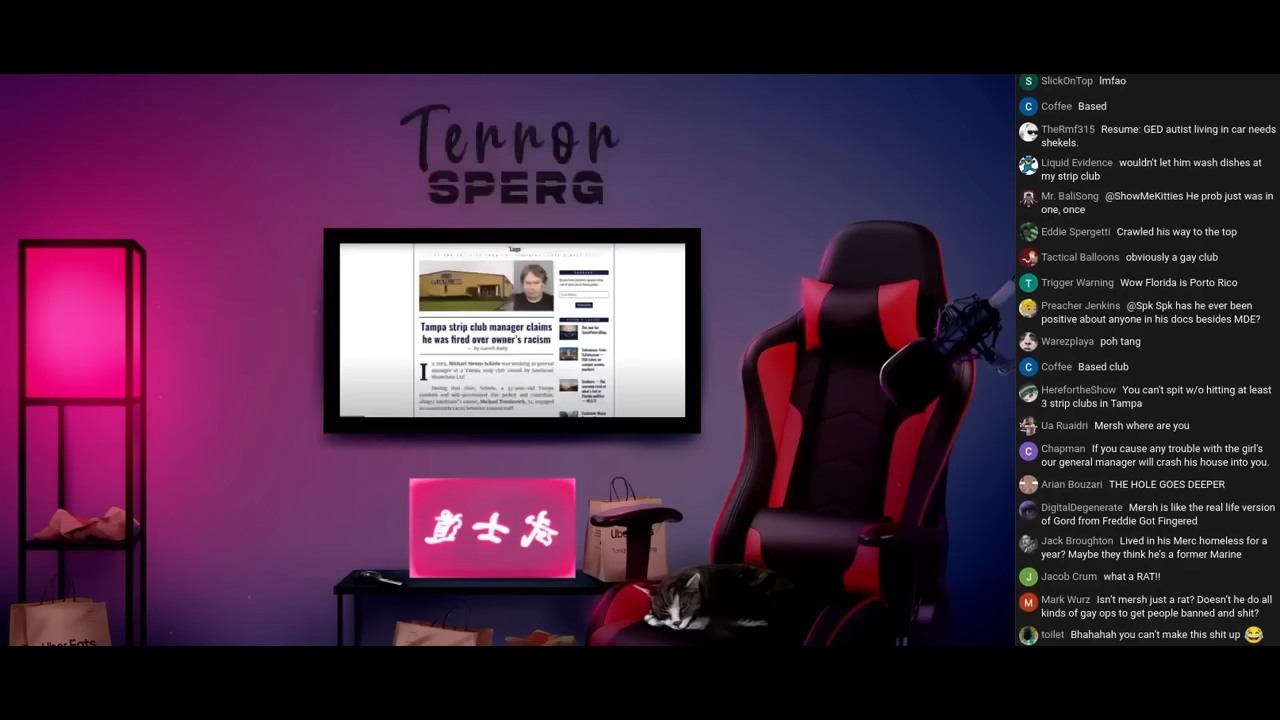 Terror
SPERG
Tampa strip club manager claims
he was fired over owner's racism
道 士
SlickOnTop lmfao
Coffee Based
TheRmf315 Resume: GED autist living in car needs
shekels.
Liquid Evidence wouldn't let him wash dishes at
my strip club
Mr. BaliSong @ShowMeKitties He prob just was in
one, once
Eddie Spergetti Crawled his way to the top
Tactical Balloons obviously a gay club
Trigger Warning Wow Florida is Porto Rico
Preacher Jenkins @Spk Spk has he ever been
positive about anyone in his docs besides MDE?
Warezplaya poh tang
Coffee Based club
HerefortheShow You can't spit w/o hitting at least
3 strip clubs in Tampa
Ua Ruaidri Mersh where are you
Chapman If you cause any trouble with the girl's
our general manager will crash his house into you.
Arian Bouzari THE HOLE GOES DEEPER
DigitalDegenerate Mersh is like the real life version
of Gord from Freddie Got Fingered
Jack Broughton Lived in his Merc homeless for a
year? Maybe they think he's a former Marine
Jacob Crum what a RAT!!
Mark Wurz Isn't mersh just a rat? Doesn't he do all
kinds of gay ops to get people banned and shit?
toilet Bhahahah you can't make this shit up 😂
Uber Eats